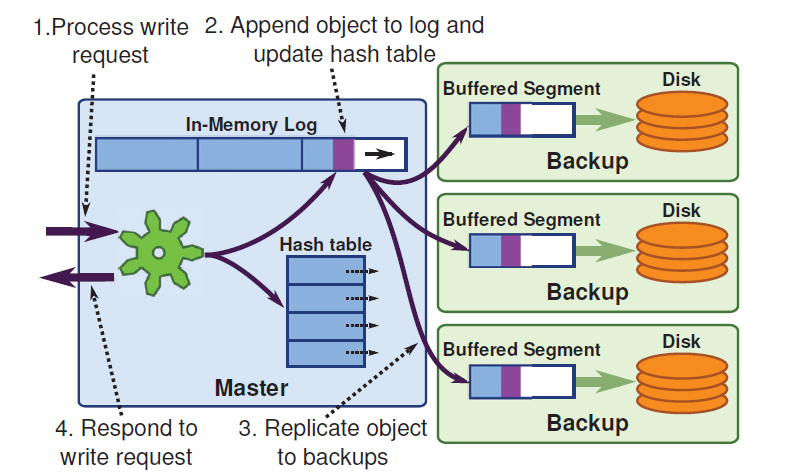 1.Process write
request
2. Append object to log and
update hash table
In-Memory Log
Hash table
Master
4. Respond to
write request
3. Replicate object
to backups
Buffered Segment
Disk
Backup
Buffered Segment
Disk
Backup
Buffered Segment
Disk
Backup